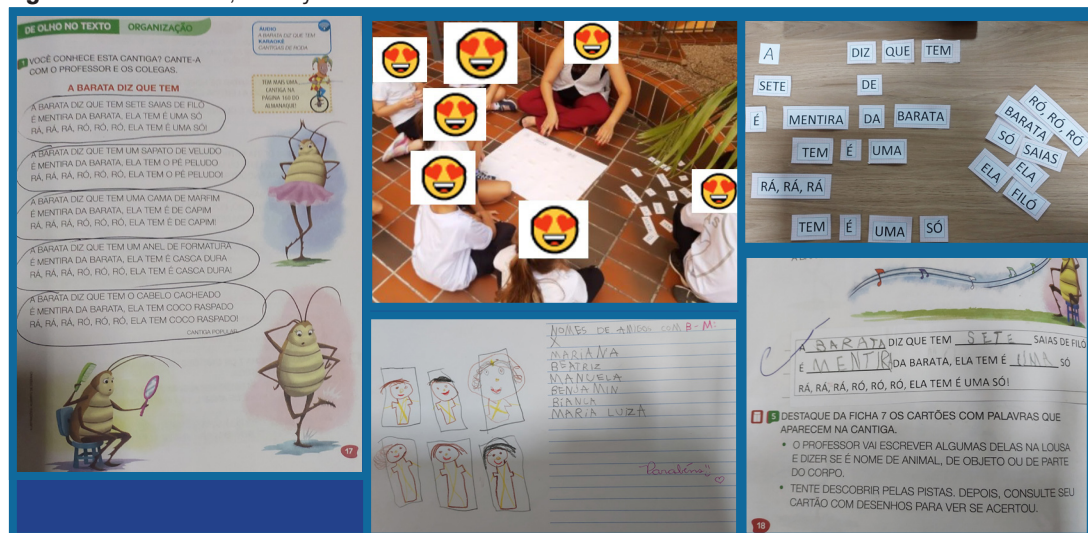 DE OLHO NO TEXTO ORGANIZAÇÃO
ÁUDIO
A BARATA DIZ QUE TEM
KARAOKÊ
CANTIGAS DE RODA
1 VOCÊ CONHECE ESTA CANTIGA? CANTE-A
COM O PROFESSOR E OS COLEGAS.
TEM MAIS UMA
CANTIGA NA
PÁGINA 160 DO
ALMANAQUE!
A BARATA DIZ QUE TEM
A BARATA DIZ QUE TEM SETE SAIAS DE FILÓ
É MENTIRA DA BARATA, ELA TEM É UMA SÓ
RÁ, RÁ, RÁ, RÓ, RÓ, RÓ, ELA TEM É UMA SÓ!
A BARATA DIZ QUE TEM UM SAPATO DE VELUDO
É MENTIRA DA BARATA, ELA TEM O PÉ PELUDO
RÁ, RÁ, RÁ, RÓ, RÓ, RÓ, ELA TEM O PÉ PELUDO!
A BARATA DIZ QUE TEM UMA CAMA DE MARFIM
É MENTIRA DA BARATA, ELA TEM É DE CAPIM
RÁ, RÁ, RÁ, RÓ, RÓ, RÓ, ELA TEM É DE CAPIM!
A BARATA DIZ QUE TEM UM ANEL DE FORMATURA
É MENTIRA DA BARATA, ELA TEM É CASCA DURA
RÁ, RÁ, RÁ, RÓ, RÓ, RÓ, ELA TEM É CASCA DURA!
A BARATA DIZ QUE TEM O CABELO CACHEADO
É MENTIRA DA BARATA, ELA TEM COCO RASPADO
RÁ, RÁ, RÁ, RÓ, RÓ, RÓ, ELA TEM COCO RASPADO!
CANTIGA POPULAR
17
A DIZ QUE TEM
SETE DE
É MENTIRA DA BARATA
TEM É UMA
RÁ, RÁ, RÁ
TEM É UMA SÓ
RÓ, RÓ, RÓ
BARATA
SÓ SAIAS
ELA ELA
FILÓ
NOMES DE AMIGOS COM B-M:
X
MARIANA
BEATRIZ
MANUELA
BENJAMIN
BIANCA
MARIA LUIZA
Parabéns!
A BARATA DIZ QUE TEM SETE SAIAS DE FILÓ
É MENTIRA DA BARATA, ELA TEM É UMA SÓ
RÁ, RÁ, RÁ, RÓ, RÓ, RÓ, ELA TEM É UMA SÓ!
5 DESTAQUE DA FICHA 7 OS CARTÕES COM PALAVRAS QUE
APARECEM NA CANTIGA.
• O PROFESSOR VAI ESCREVER ALGUMAS DELAS NA LOUSA
E DIZER SE É NOME DE ANIMAL, DE OBJETO OU DE PARTE
DO CORPO.
• TENTE DESCOBRIR PELAS PISTAS. DEPOIS, CONSULTE SEU
CARTÃO COM DESENHOS PARA VER SE ACERTOU.
18